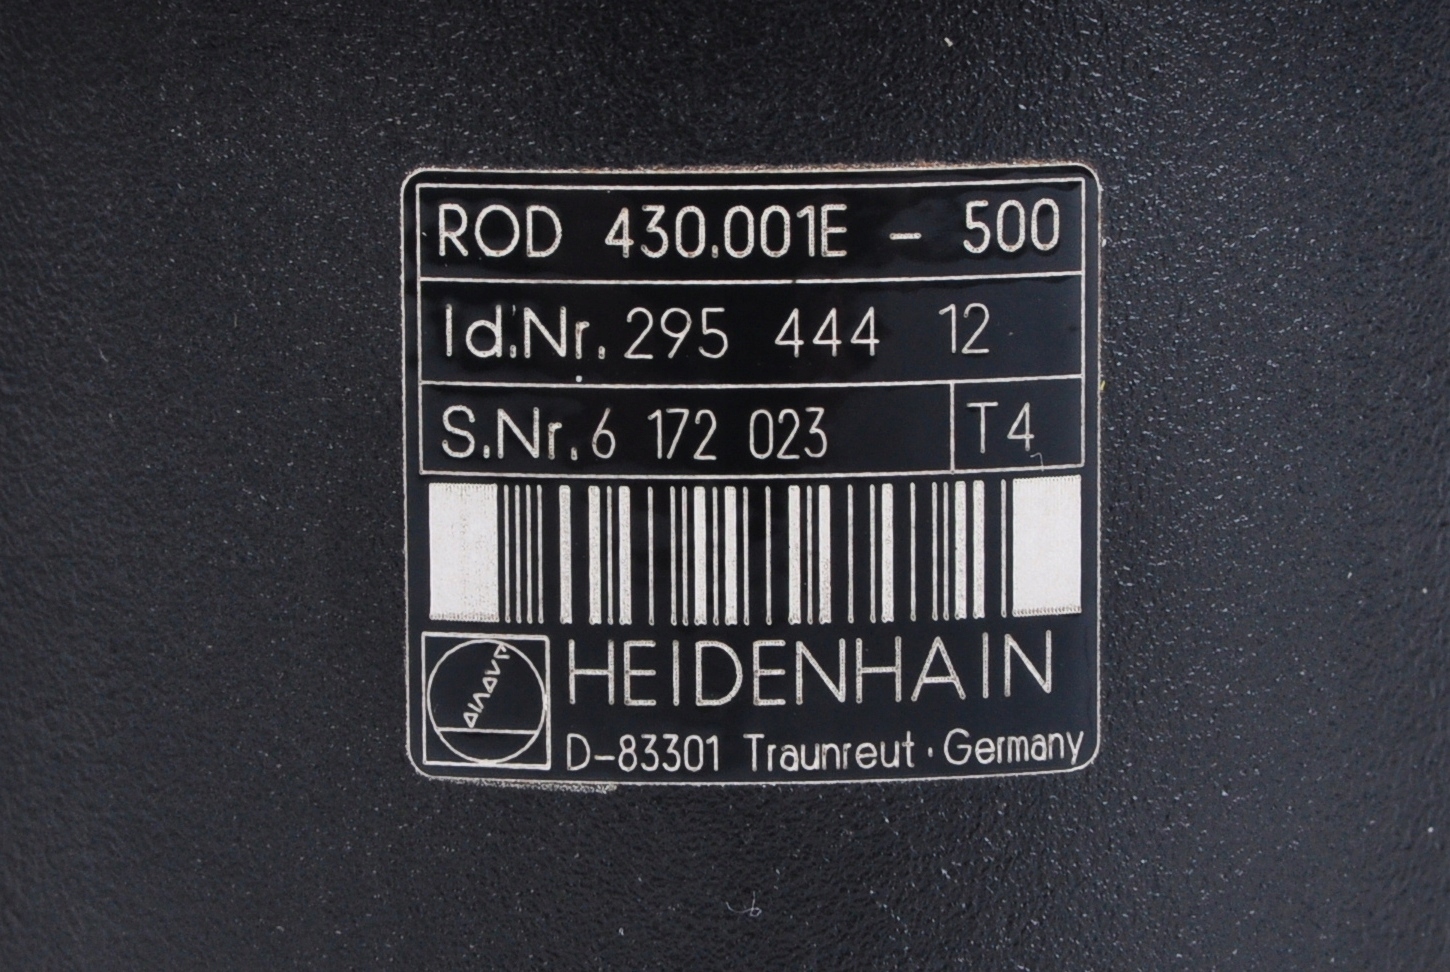 ROD 430.001E - 500
Id.Nr. 295 444 12
S.Nr. 6 172 023 T4
HEIDENHAIN
D-83301 Traunreut · Germany